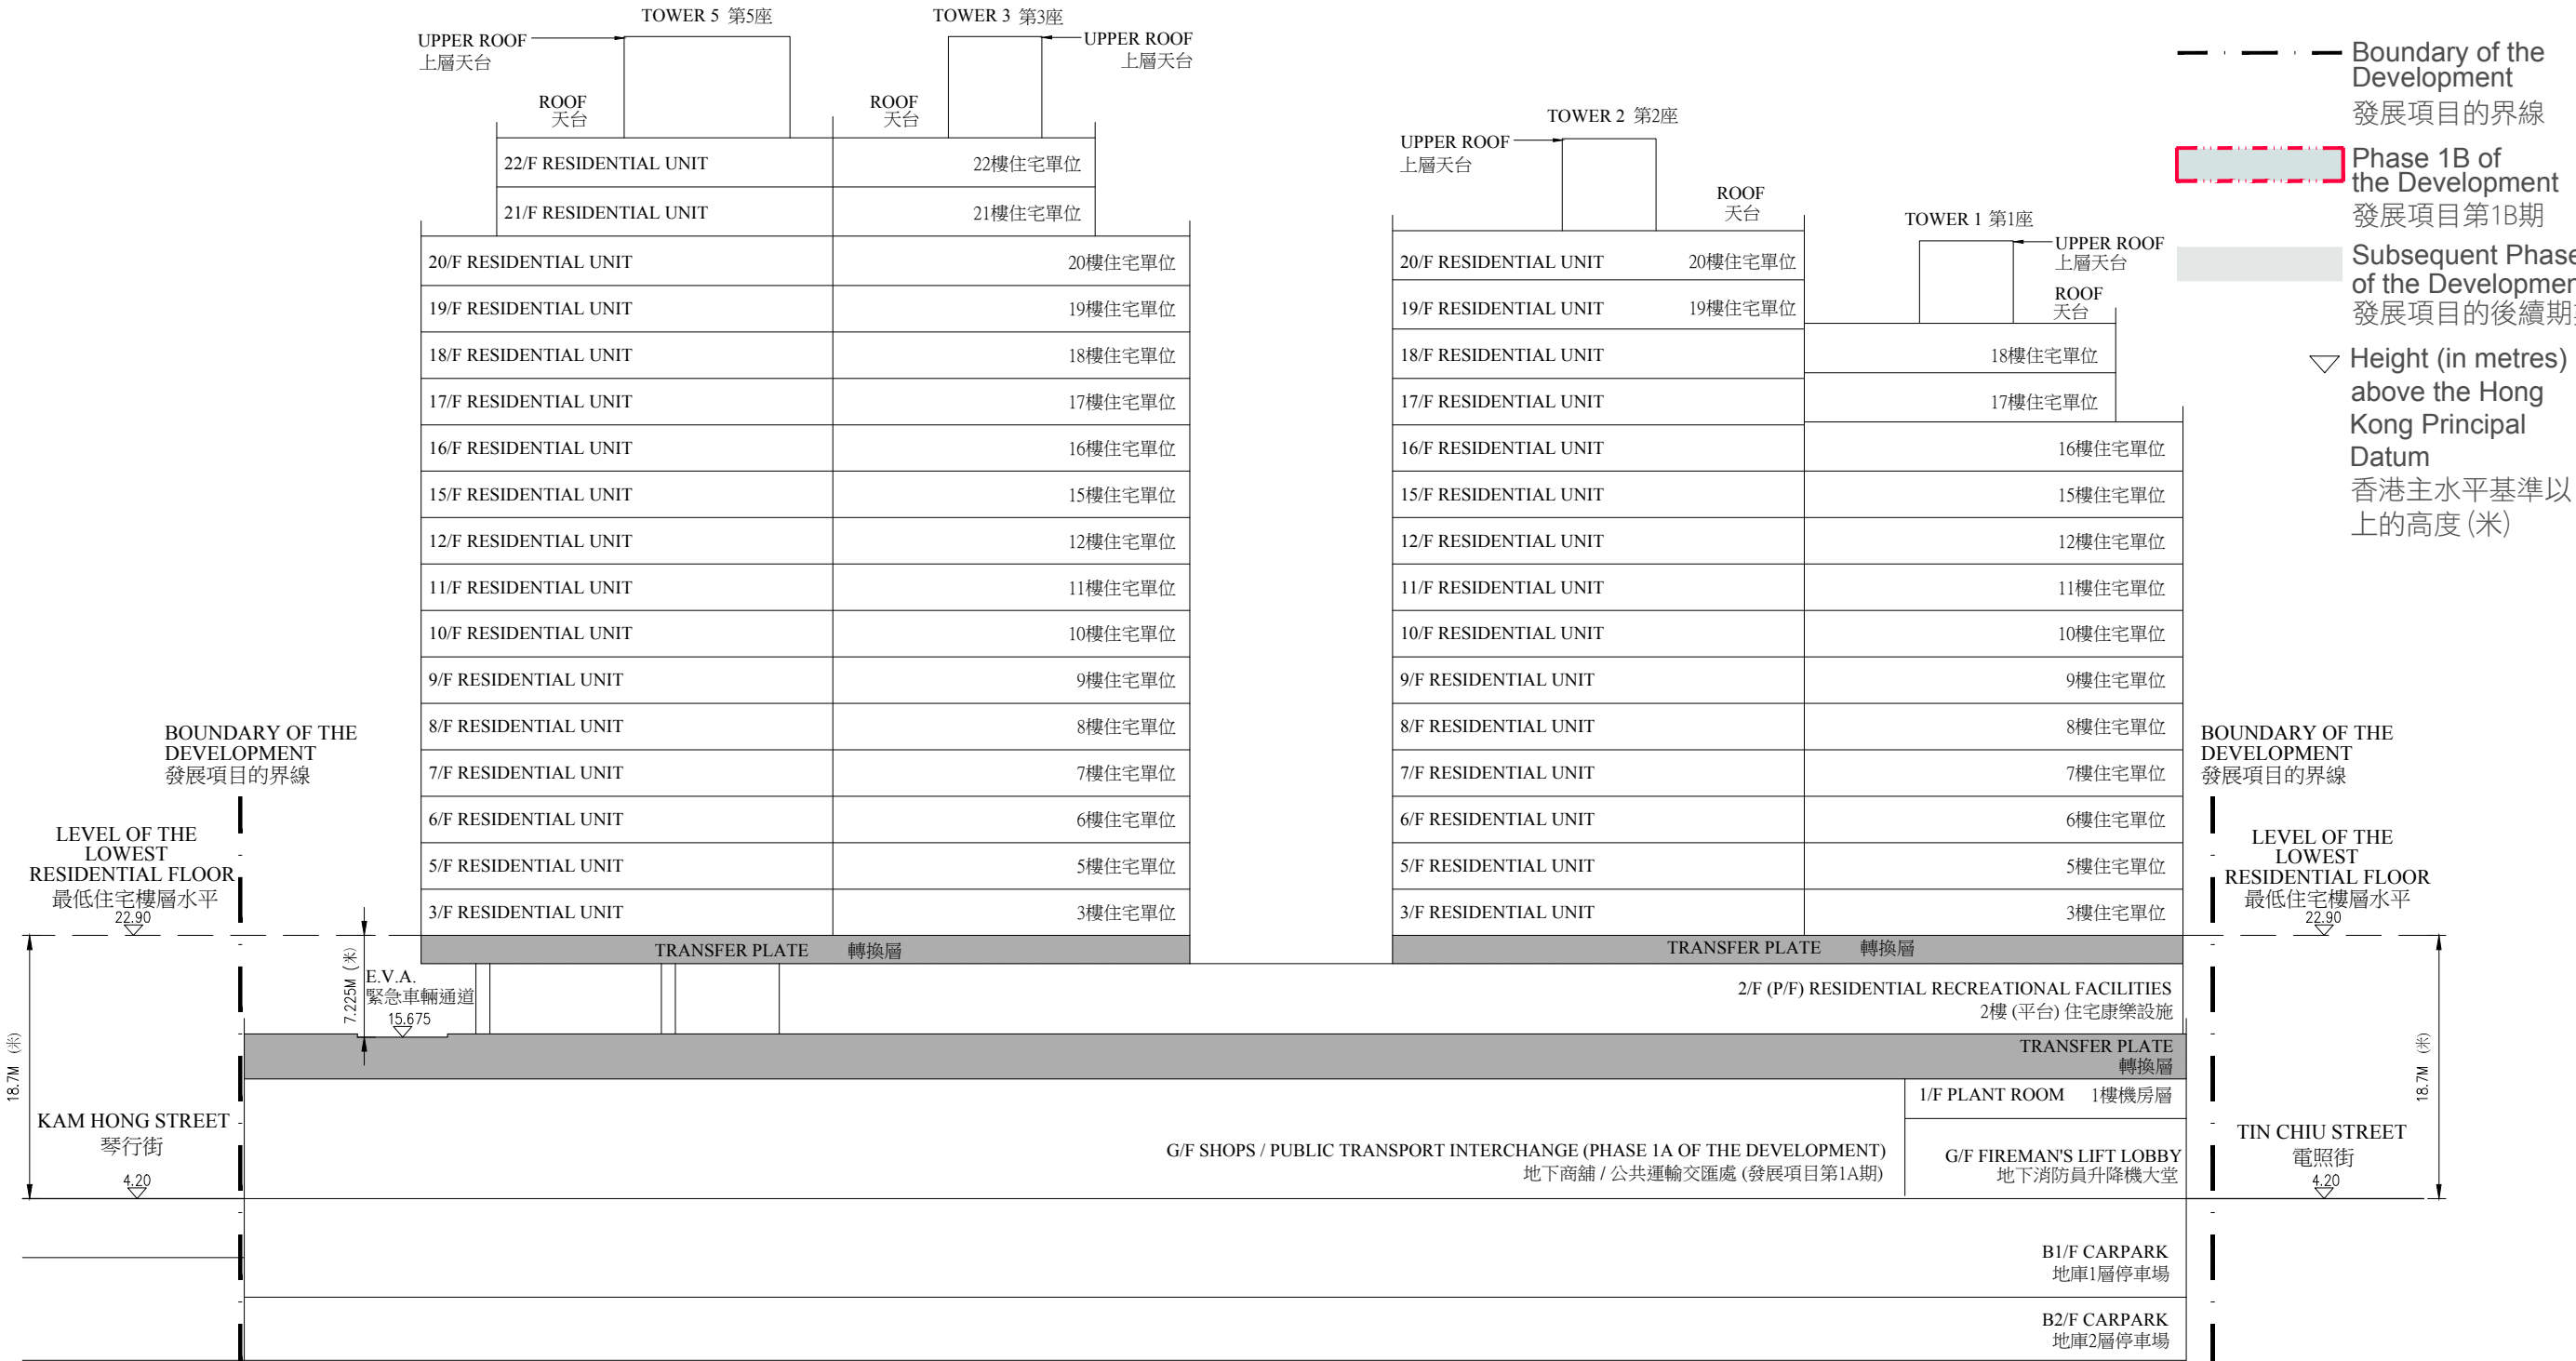 TOWER 5 第5座
UPPER ROOF
上層天台
ROOF
天台
TOWER 3 第3座
UPPER ROOF
上層天台
ROOF
天台
22/F RESIDENTIAL UNIT 22樓住宅單位
21/F RESIDENTIAL UNIT 21樓住宅單位
20/F RESIDENTIAL UNIT 20樓住宅單位
19/F RESIDENTIAL UNIT 19樓住宅單位
18/F RESIDENTIAL UNIT 18樓住宅單位
17/F RESIDENTIAL UNIT 17樓住宅單位
16/F RESIDENTIAL UNIT 16樓住宅單位
15/F RESIDENTIAL UNIT 15樓住宅單位
12/F RESIDENTIAL UNIT 12樓住宅單位
11/F RESIDENTIAL UNIT 11樓住宅單位
10/F RESIDENTIAL UNIT 10樓住宅單位
9/F RESIDENTIAL UNIT 9樓住宅單位
8/F RESIDENTIAL UNIT 8樓住宅單位
7/F RESIDENTIAL UNIT 7樓住宅單位
6/F RESIDENTIAL UNIT 6樓住宅單位
5/F RESIDENTIAL UNIT 5樓住宅單位
3/F RESIDENTIAL UNIT 3樓住宅單位
TRANSFER PLATE 轉換層
TOWER 2 第2座
UPPER ROOF
上層天台
ROOF
天台
TOWER 1 第1座
UPPER ROOF
上層天台
ROOF
天台
20/F RESIDENTIAL UNIT 20樓住宅單位
19/F RESIDENTIAL UNIT 19樓住宅單位
18/F RESIDENTIAL UNIT 18樓住宅單位
17/F RESIDENTIAL UNIT 17樓住宅單位
16/F RESIDENTIAL UNIT 16樓住宅單位
15/F RESIDENTIAL UNIT 15樓住宅單位
12/F RESIDENTIAL UNIT 12樓住宅單位
11/F RESIDENTIAL UNIT 11樓住宅單位
10/F RESIDENTIAL UNIT 10樓住宅單位
9/F RESIDENTIAL UNIT 9樓住宅單位
8/F RESIDENTIAL UNIT 8樓住宅單位
7/F RESIDENTIAL UNIT 7樓住宅單位
6/F RESIDENTIAL UNIT 6樓住宅單位
5/F RESIDENTIAL UNIT 5樓住宅單位
3/F RESIDENTIAL UNIT 3樓住宅單位
TRANSFER PLATE 轉換層
Boundary of the
Development
發展項目的界線
Phase 1B of
the Development
發展項目第1B期
Subsequent Phase
of the Developmen
發展項目的後續期
Height (in metres)
above the Hong
Kong Principal
Datum
香港主水平基準以
上的高度 (米)
BOUNDARY OF THE
DEVELOPMENT
發展項目的界線
LEVEL OF THE
LOWEST
RESIDENTIAL FLOOR
最低住宅樓層水平
22.90
7.225M (米)
E.V.A.
緊急車輛通道
15.675
18.7M (米)
KAM HONG STREET
琴行街
4.20
2/F (P/F) RESIDENTIAL RECREATIONAL FACILITIES
2樓 (平台) 住宅康樂設施
TRANSFER PLATE
轉換層
1/F PLANT ROOM 1樓機房層
G/F SHOPS / PUBLIC TRANSPORT INTERCHANGE (PHASE 1A OF THE DEVELOPMENT)
地下商舖 / 公共運輸交匯處 (發展項目第1A期)
G/F FIREMAN'S LIFT LOBBY
地下消防員升降機大堂
B1/F CARPARK
地庫1層停車場
B2/F CARPARK
地庫2層停車場
BOUNDARY OF THE
DEVELOPMENT
發展項目的界線
LEVEL OF THE
LOWEST
RESIDENTIAL FLOOR
最低住宅樓層水平
22.90
18.7M (米)
TIN CHIU STREET
電照街
4.20